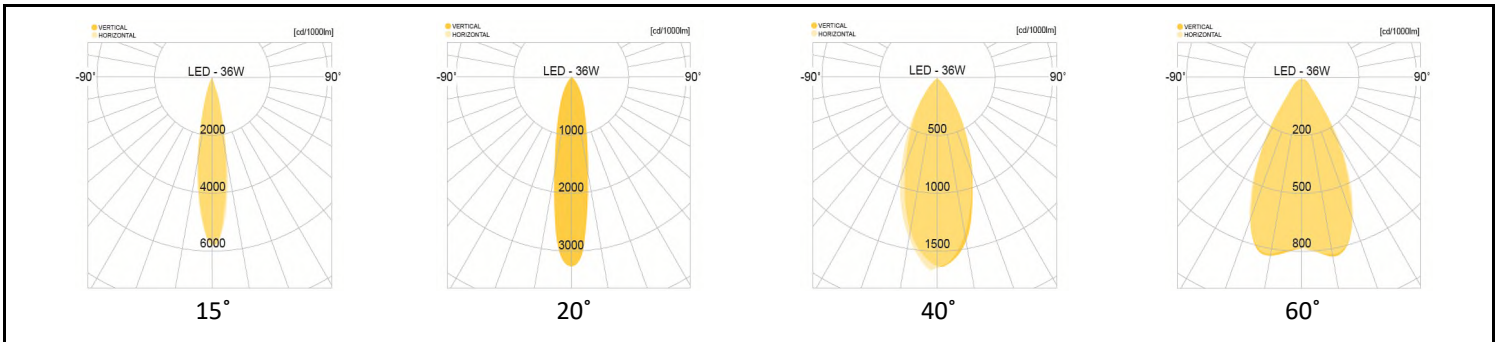 VERTICAL
HORIZONTAL
[cd/1000lm]
-90˚
LED - 36W
90˚
2000
4000
6000
15˚
VERTICAL
HORIZONTAL
[cd/1000lm]
-90˚
LED - 36W
90˚
1000
2000
3000
20˚
VERTICAL
HORIZONTAL
[cd/1000lm]
-90˚
LED - 36W
90˚
500
1000
1500
40˚
VERTICAL
HORIZONTAL
[cd/1000lm]
-90˚
LED - 36W
90˚
200
500
800
60˚